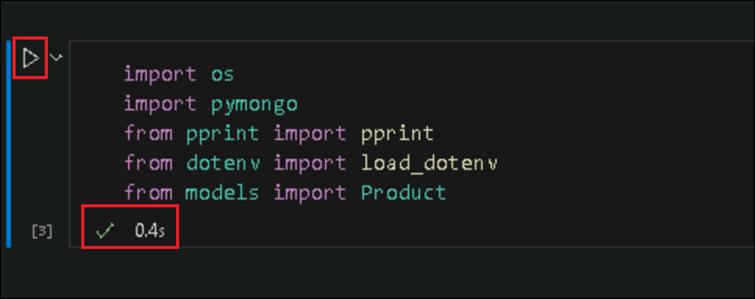 import os
import pymongo
from pprint import pprint
from dotenv import load_dotenv
from models import Product
[3] 0.4s